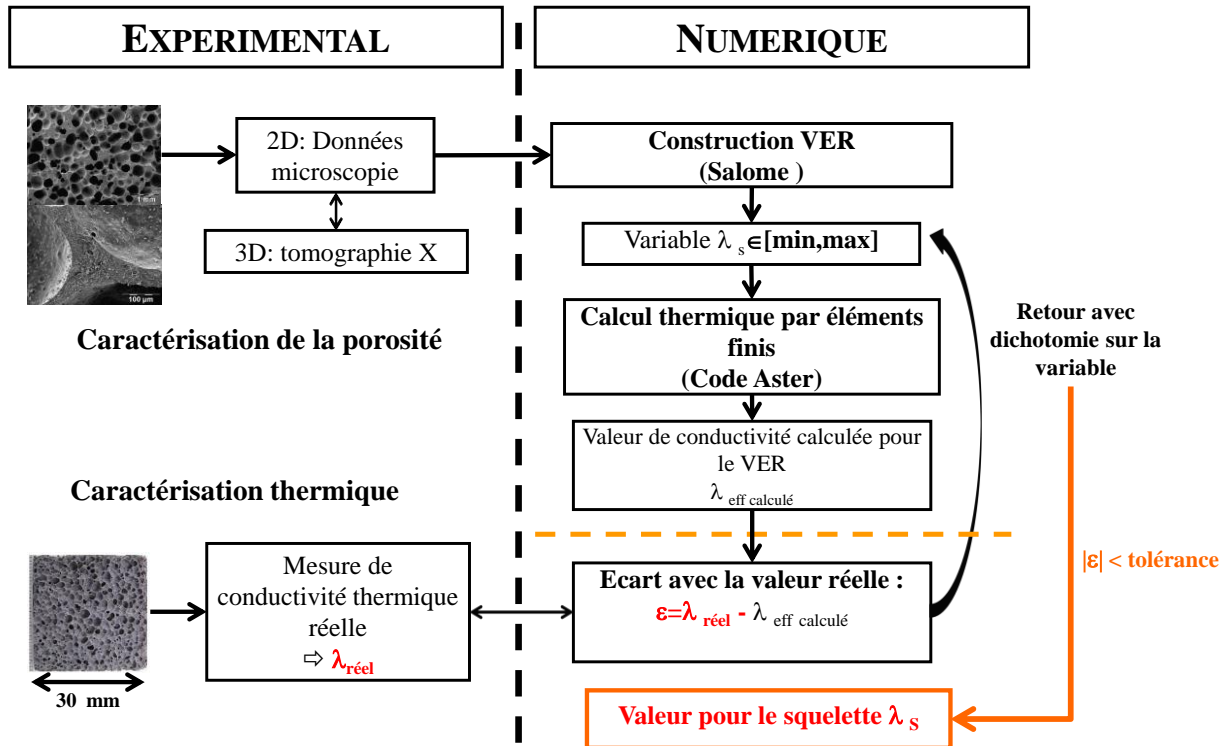 EXPERIMENTAL
NUMERIQUE
1 mm
100 µm
2D: Données
microscopie
3D: tomographie X
Caractérisation de la porosité
Caractérisation thermique
30 mm
Mesure de
conductivité thermique
réelle
⇨ λréel
Construction VER
(Salome )
Variable λ s∈[min,max]
Calcul thermique par éléments
finis
(Code Aster)
Valeur de conductivité calculée pour
le VER
λ eff calculé
Ecart avec la valeur réelle :
ε=λ réel - λ eff calculé
Retour avec
dichotomie sur la
variable
|ε| < tolérance
Valeur pour le squelette λ S